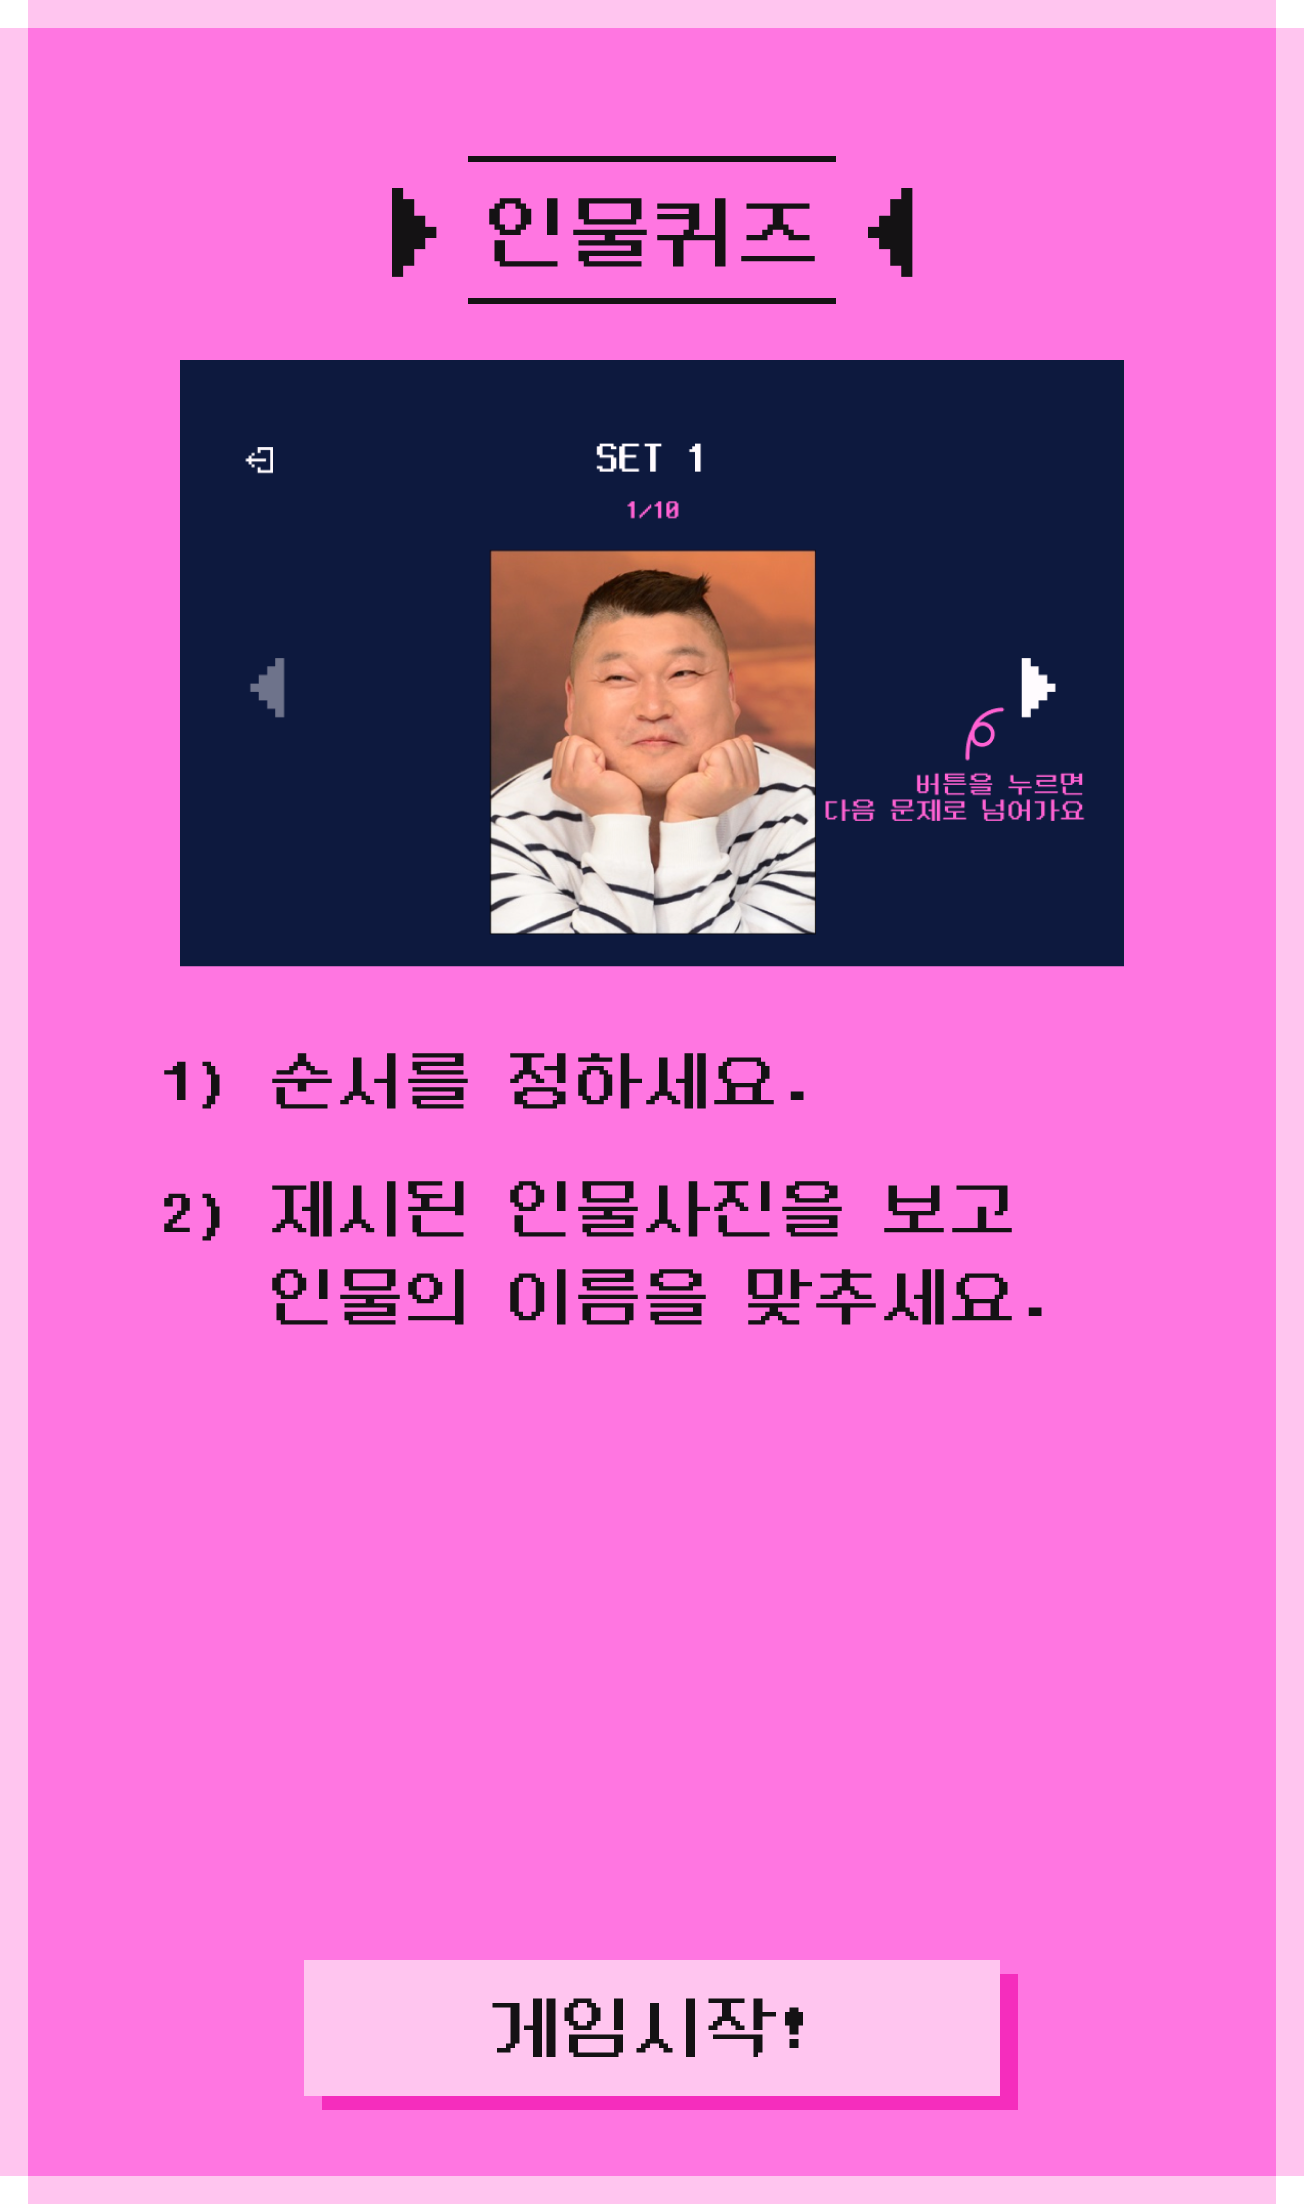 인물퀴즈
SET 1
1/10
버튼을 누르면
다음 문제로 넘어가요
1) 순서를 정하세요.
2) 제시된 인물사진을 보고
인물의 이름을 맞추세요.
게임시작!